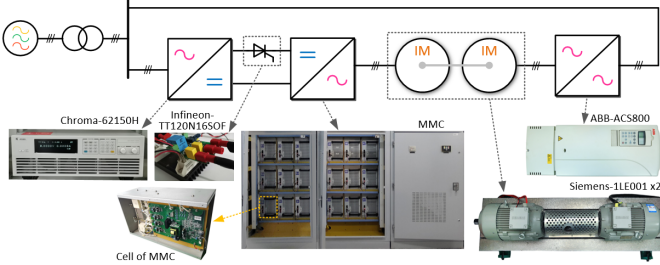 IM
IM
Chroma-62150H
Infineon-
TT120N16SOF
MMC
ABB-ACS800
Siemens-1LE001 x2
Cell of MMC